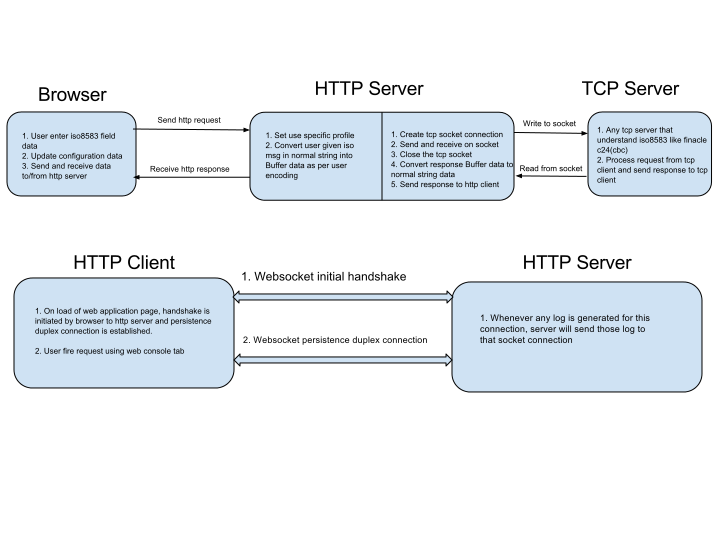 Browser
HTTP Server
TCP Server
Send http request
Receive http response
Write to socket
Read from socket
1. User enter iso8583 field
data
2. Update configuration data
3. Send and receive data
to/from http server
1. Set use specific profile
2. Convert user given iso
msg in normal string into
Buffer data as per user
encoding
1. Create tcp socket connection
2. Send and receive on socket
3. Close the tcp socket
4. Convert response Buffer data to
normal string data
5. Send response to http client
1. Any tcp server that
understand iso8583 like finacle
c24(cbc)
2. Process request from tcp
client and send response to tcp
client
HTTP Client
HTTP Server
1. Websocket initial handshake
2. Websocket persistence duplex connection
1. On load of web application page, handshake is
initiated by browser to http server and persistence
duplex connection is established.
2. User fire request using web console tab
1. Whenever any log is generated for this
connection, server will send those log to
that socket connection